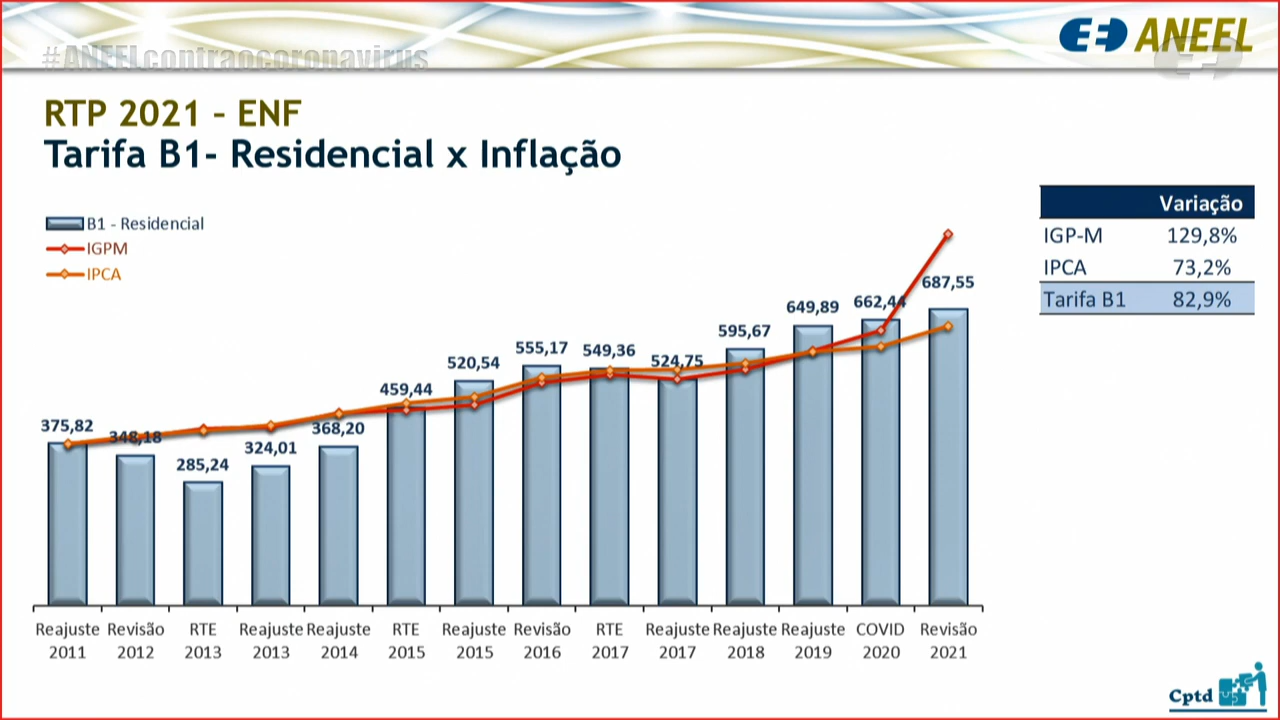 #ANEELcontraocoronavirus
ANEEL
RTP 2021 – ENF
Tarifa B1- Residencial x Inflação
B1 - Residencial
IGPM
IPCA
Variação
IGP-M 129,8%
IPCA 73,2%
Tarifa B1 82,9%
375,82
348,18
285,24
324,01
368,20
459,44
520,54
555,17
549,36
524,75
595,67
649,89
662,44
687,55
Reajuste 2011
Revisão 2012
RTE 2013
Reajuste 2013
Reajuste 2014
RTE 2015
Reajuste 2015
Revisão 2016
RTE 2017
Reajuste 2017
Reajuste 2018
Reajuste 2019
COVID 2020
Revisão 2021
Cptd